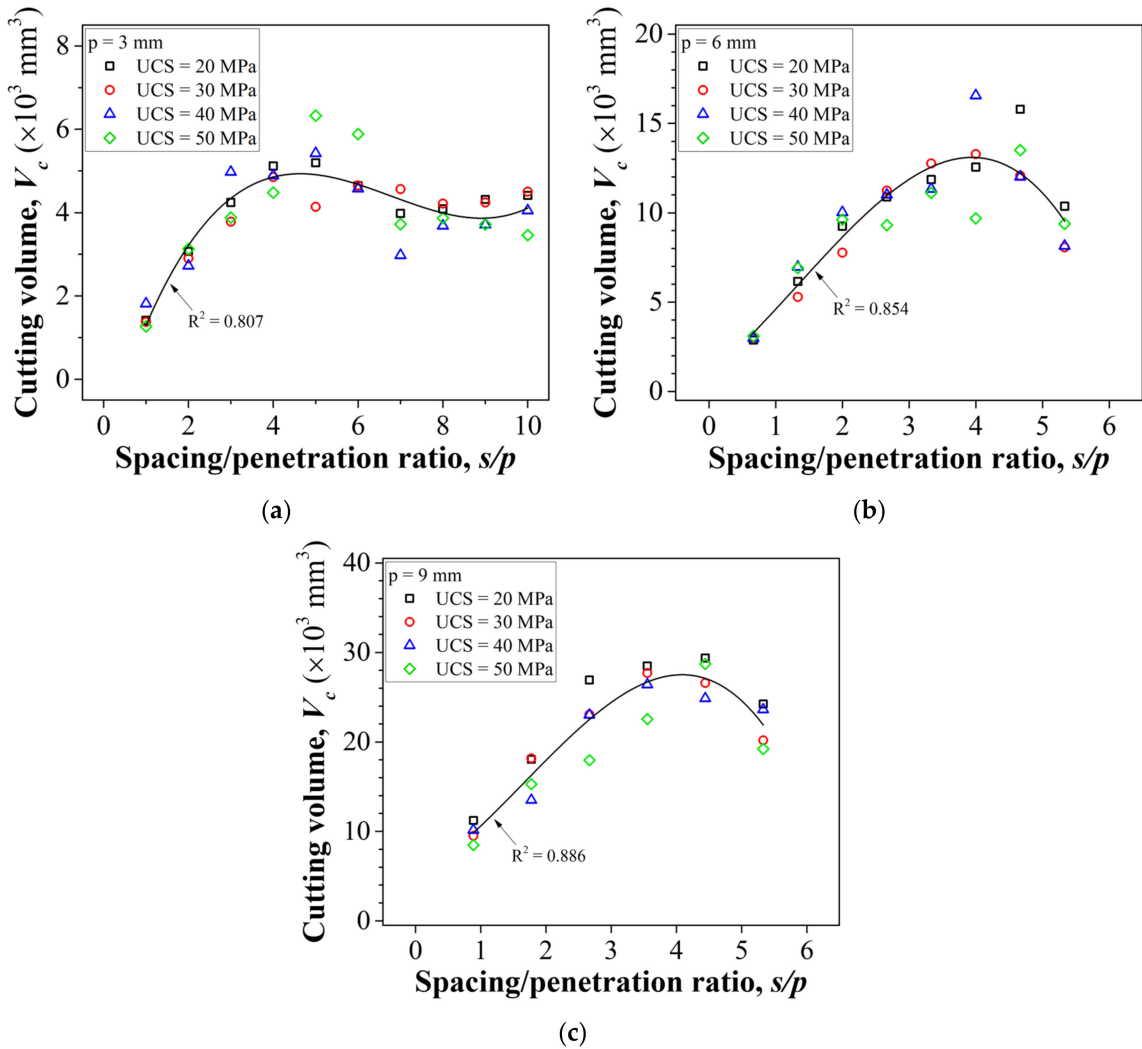 p = 3 mm
UCS = 20 MPa
UCS = 30 MPa
UCS = 40 MPa
UCS = 50 MPa
8
6
4
2
0
Cutting volume, Vc (×10³ mm³)
R² = 0.807
0 2 4 6 8 10
Spacing/penetration ratio, s/p
(a)
p = 6 mm
UCS = 20 MPa
UCS = 30 MPa
UCS = 40 MPa
UCS = 50 MPa
20
15
10
5
0
Cutting volume, Vc (×10³ mm³)
R² = 0.854
0 1 2 3 4 5 6
Spacing/penetration ratio, s/p
(b)
p = 9 mm
UCS = 20 MPa
UCS = 30 MPa
UCS = 40 MPa
UCS = 50 MPa
40
30
20
10
0
Cutting volume, Vc (×10³ mm³)
R² = 0.886
0 1 2 3 4 5 6
Spacing/penetration ratio, s/p
(c)